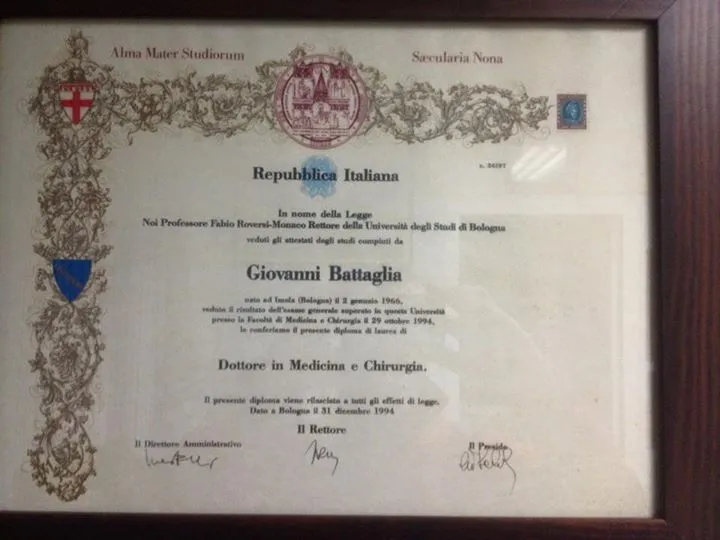 Alma Mater Studiorum
Sæcularia Nona
Repubblica Italiana
In nome della Legge
Noi Professore Fabio Roversi-Monaco Rettore della Università degli Studi di Bologna
veduti gli attestati degli studi compiuti da
Giovanni Battaglia
nato ad Imola (Bologna) il 2 gennaio 1966,
veduto il risultato dell'esame generale superato in questa Università
presso la Facoltà di Medicina e Chirurgia il 29 ottobre 1994,
le conferiamo il presente diploma di laurea di
Dottore in Medicina e Chirurgia.
Il presente diploma viene rilasciato a tutti gli effetti di legge.
Dato a Bologna il 31 dicembre 1994
Il Rettore
Il Direttore Amministrativo
Il Preside